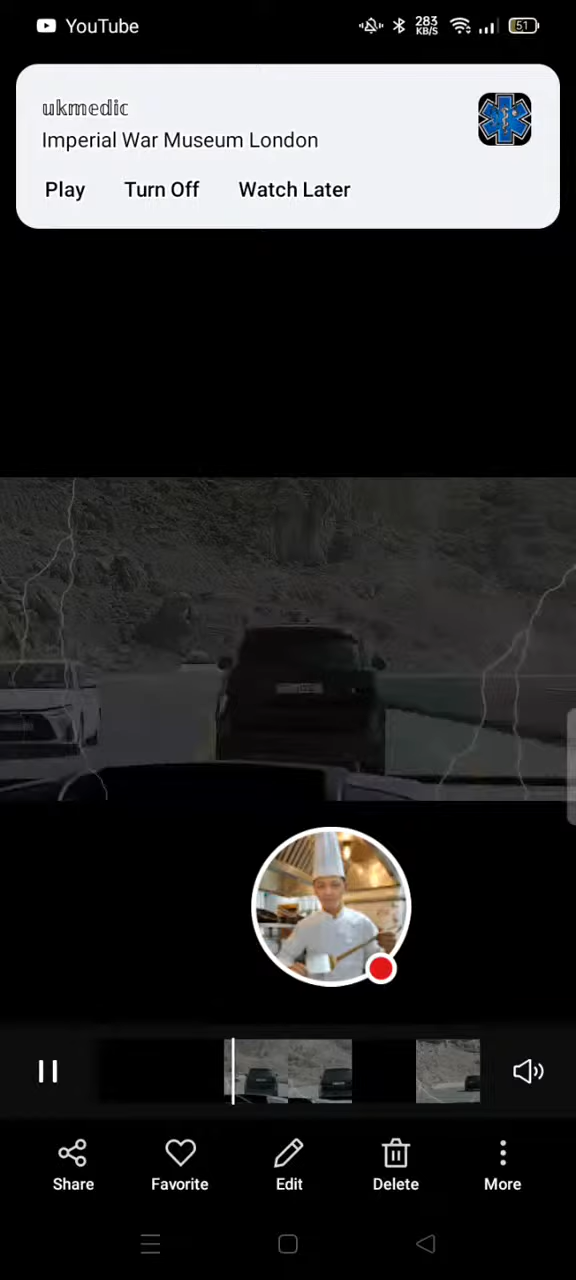 YouTube
283
KB/S
51
𝕦𝕜𝕞𝕖𝕕𝕚𝕔
Imperial War Museum London
Play Turn Off Watch Later
Share Favorite Edit Delete More